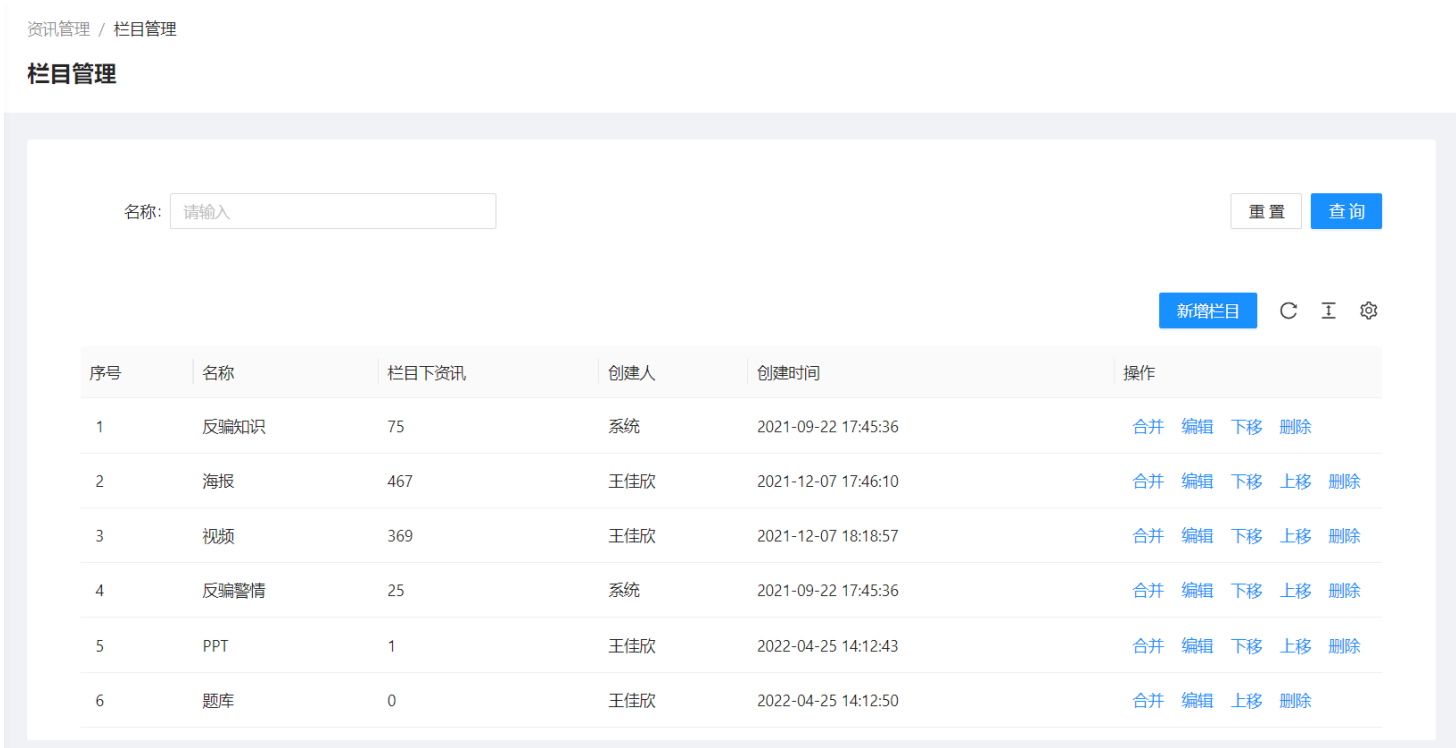 资讯管理 / 栏目管理
栏目管理
名称: 请输入 重置 查询
新增栏目
序号 名称 栏目下资讯 创建人 创建时间 操作
1 反骗知识 75 系统 2021-09-22 17:45:36 合并 编辑 下移 删除
2 海报 467 王佳欣 2021-12-07 17:46:10 合并 编辑 下移 上移 删除
3 视频 369 王佳欣 2021-12-07 18:18:57 合并 编辑 下移 上移 删除
4 反骗警情 25 系统 2021-09-22 17:45:36 合并 编辑 下移 上移 删除
5 PPT 1 王佳欣 2022-04-25 14:12:43 合并 编辑 下移 上移 删除
6 题库 0 王佳欣 2022-04-25 14:12:50 合并 编辑 上移 删除